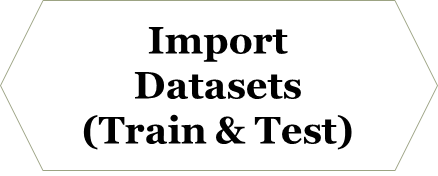 Import
Datasets
(Train & Test)